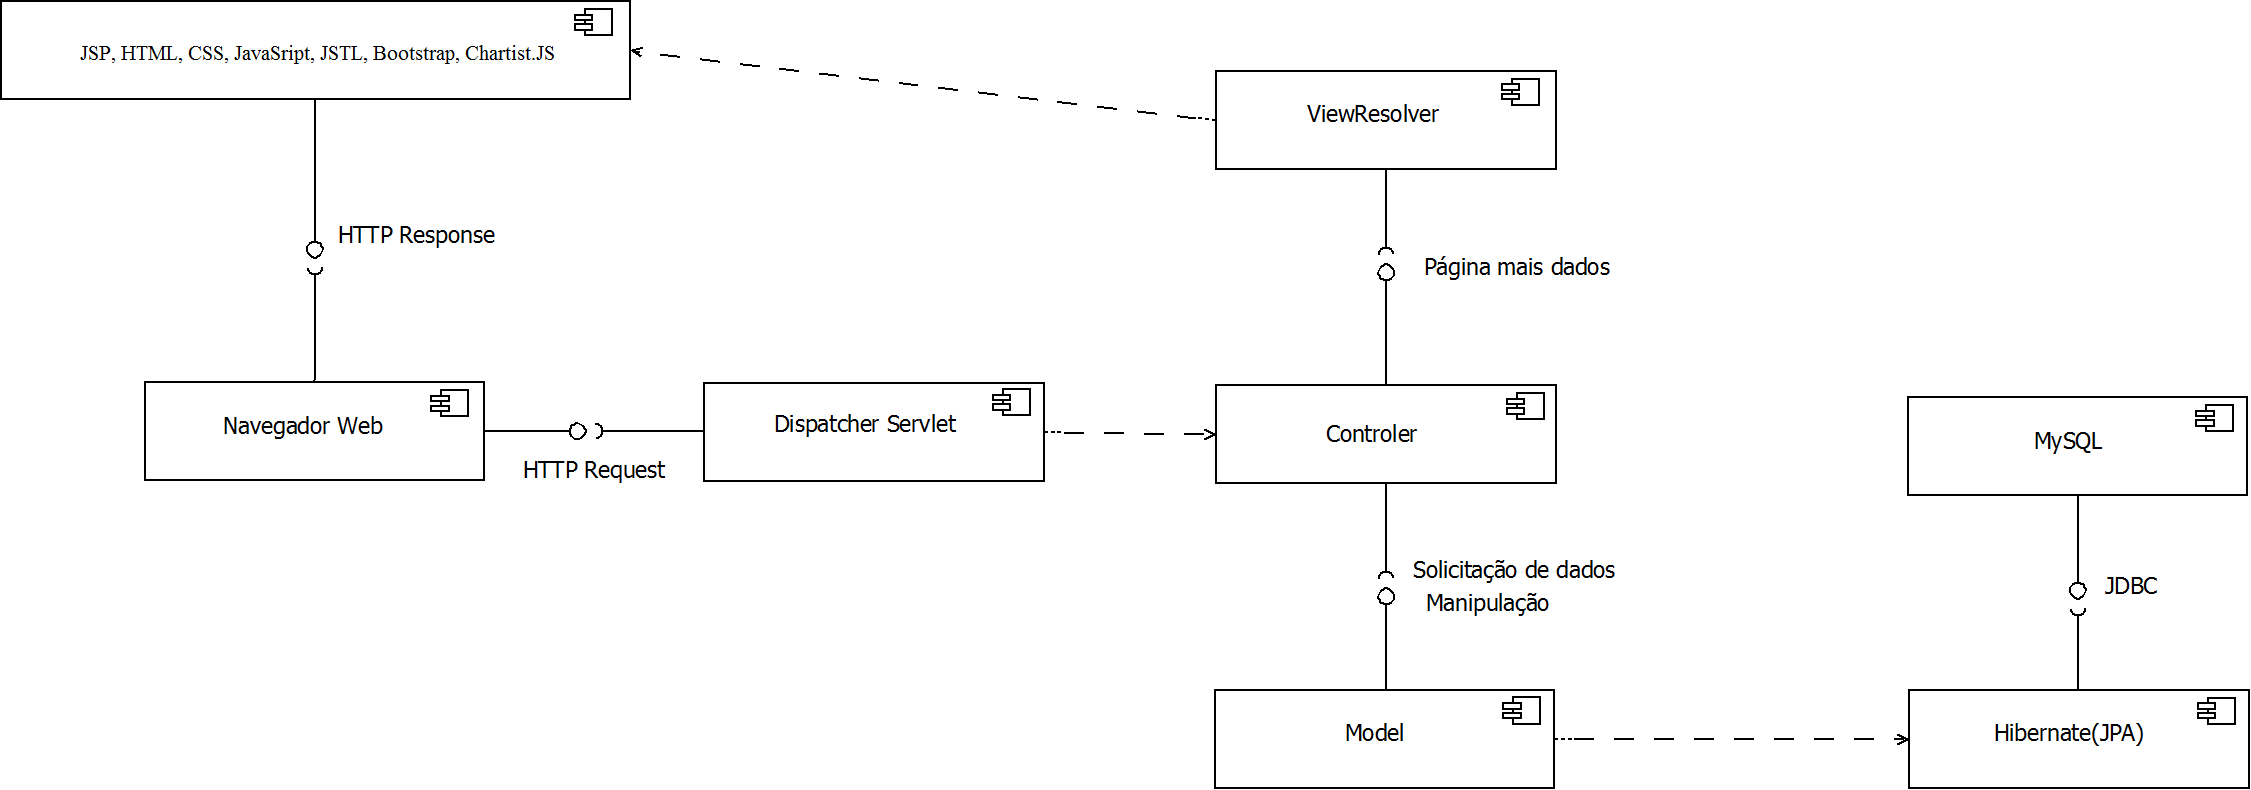 JSP, HTML, CSS, JavaSript, JSTL, Bootstrap, Chartist.JS
ViewResolver
HTTP Response
Página mais dados
Navegador Web
HTTP Request
Dispatcher Servlet
Controler
MySQL
Solicitação de dados
Manipulação
JDBC
Model
Hibernate(JPA)